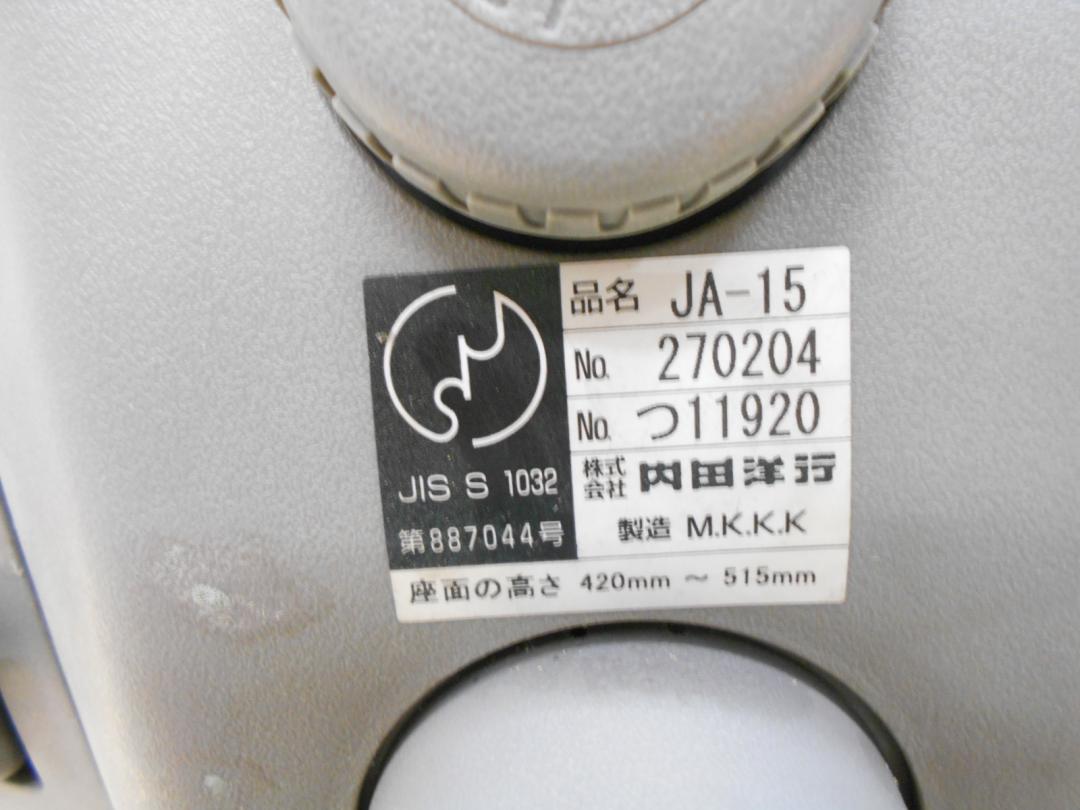 品名 JA-15
No. 270204
No. つ11920
株式会社 内田洋行
製造 M.K.K.K
JIS S 1032
第887044号
座面の高さ 420mm ～ 515mm